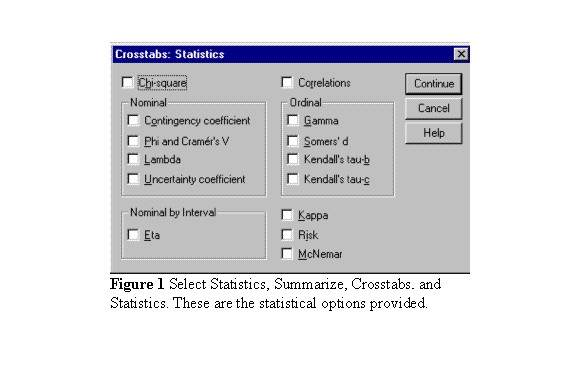 Crosstabs: Statistics
Chi-square
Correlations
Continue
Cancel
Help
Nominal
Contingency coefficient
Phi and Cramér's V
Lambda
Uncertainty coefficient
Ordinal
Gamma
Somers' d
Kendall's tau-b
Kendall's tau-c
Nominal by Interval
Eta
Kappa
Risk
McNemar
Figure 1 Select Statistics, Summarize, Crosstabs. and
Statistics. These are the statistical options provided.